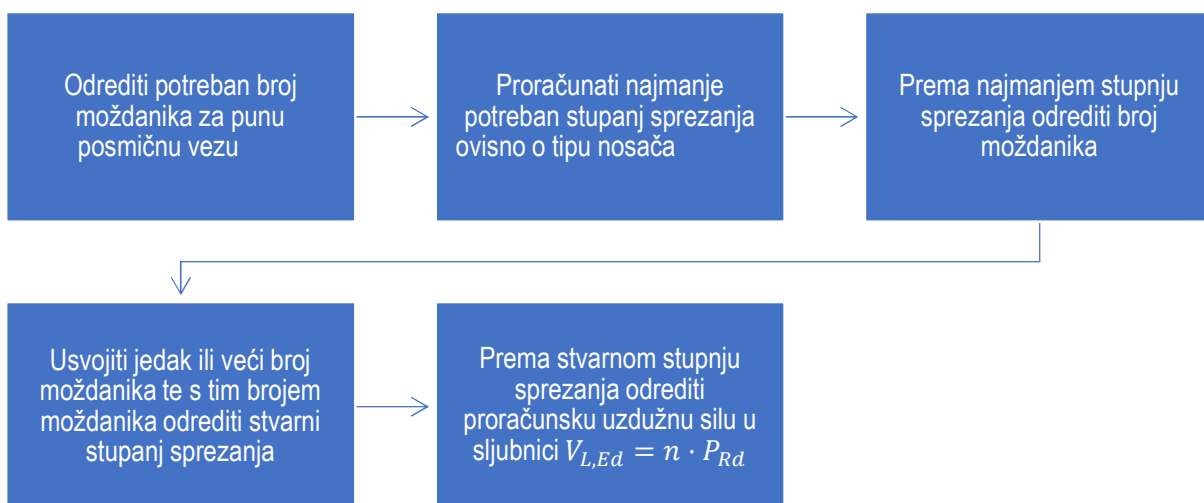 Odrediti potreban broj
moždanika za punu
posmičnu vezu
Proračunati najmanje
potreban stupanj sprezanja
ovisno o tipu nosača
Prema najmanjem stupnju
sprezanja odrediti broj
moždanika
Usvojiti jedak ili veći broj
moždanika te s tim brojem
moždanika odrediti stvarni
stupanj sprezanja
Prema stvarnom stupnju
sprezanja odrediti
proračunsku uzdužnu silu u
sljubnici $V_{L,Ed} = n \cdot P_{Rd}$